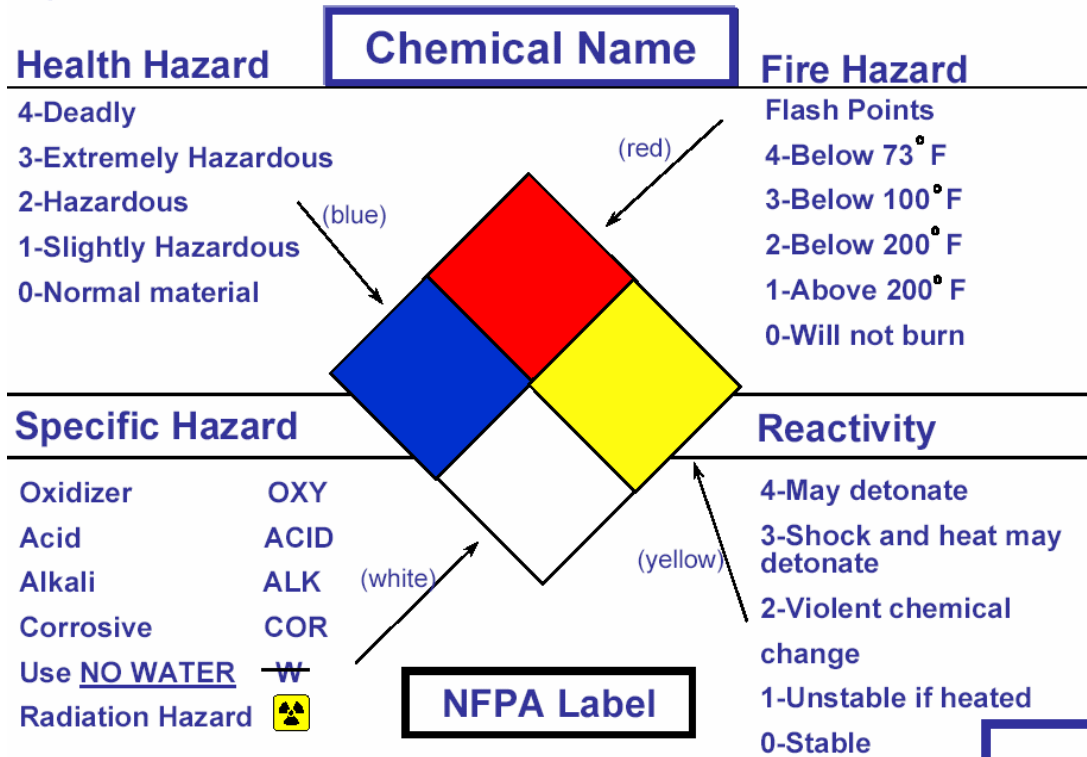 Chemical Name
Health Hazard
4-Deadly
3-Extremely Hazardous
2-Hazardous
1-Slightly Hazardous
0-Normal material
(blue)
(red)
Fire Hazard
Flash Points
4-Below 73° F
3-Below 100° F
2-Below 200° F
1-Above 200° F
0-Will not burn
Specific Hazard
Oxidizer OXY
Acid ACID
Alkali ALK
Corrosive COR
Use NO WATER W
Radiation Hazard
(white)
(yellow)
Reactivity
4-May detonate
3-Shock and heat may
detonate
2-Violent chemical
change
1-Unstable if heated
0-Stable
NFPA Label